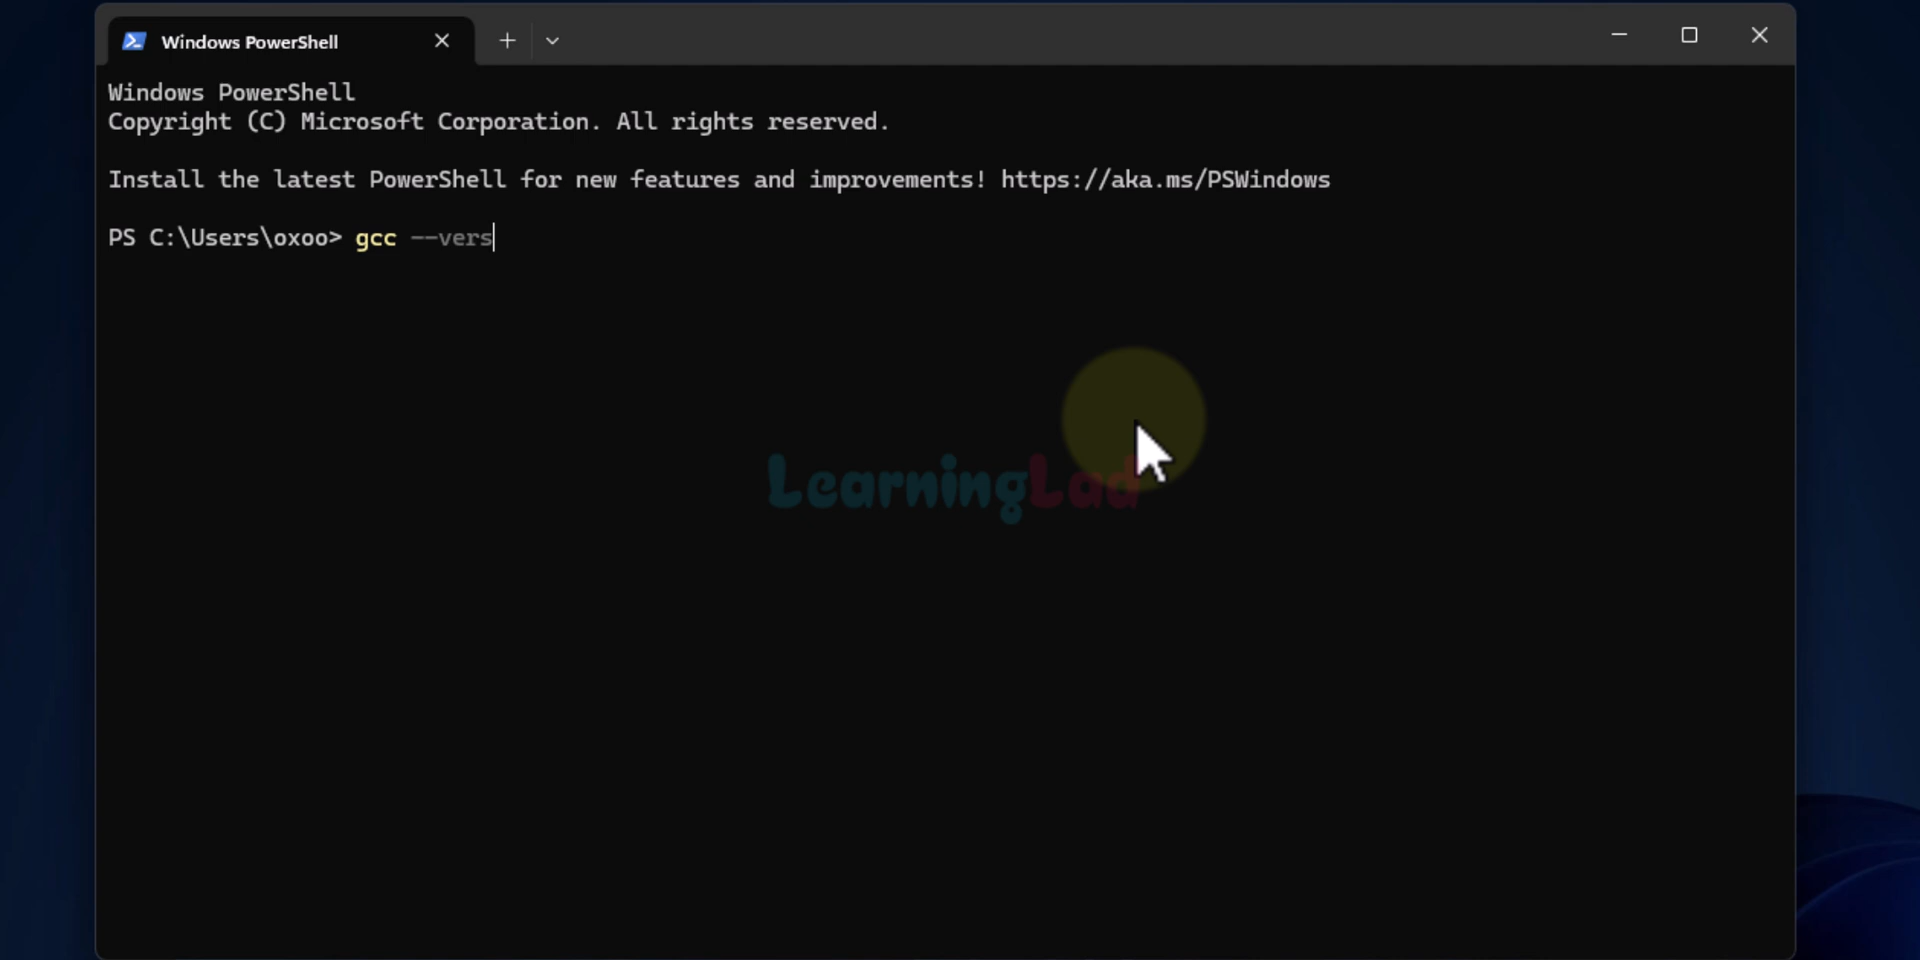 Windows PowerShell
Windows PowerShell
Copyright (C) Microsoft Corporation. All rights reserved.
Install the latest PowerShell for new features and improvements! https://aka.ms/PSWindows
PS C:\Users\oxoo> gcc --vers
LearningLad